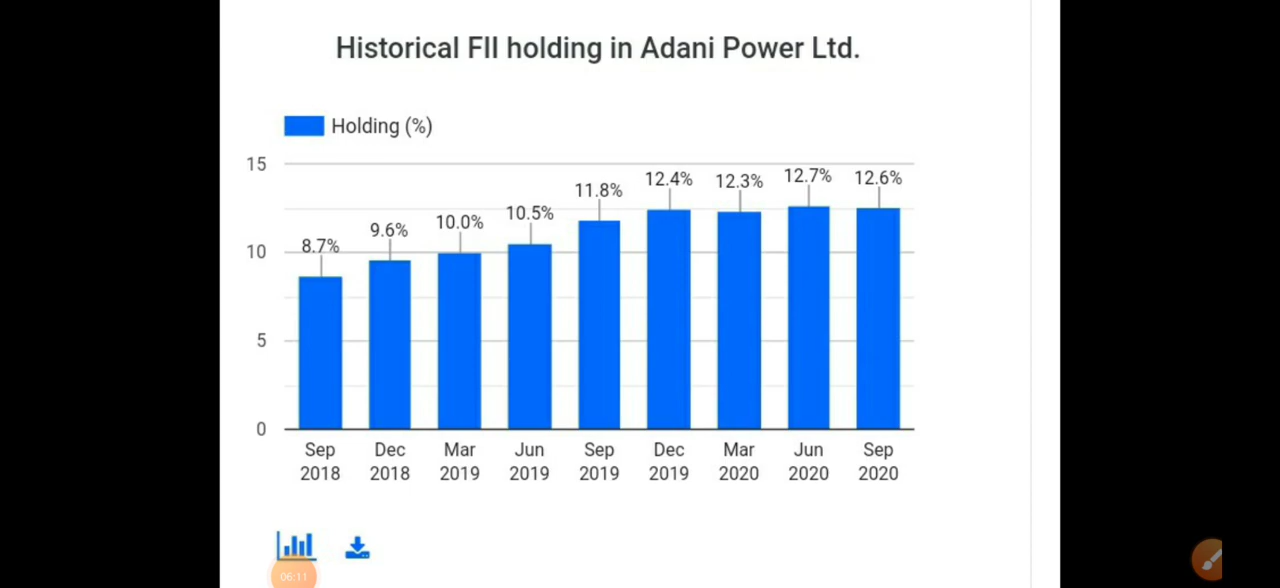 Historical FII holding in Adani Power Ltd.
Holding (%)
15
10
5
0
8.7%
9.6%
10.0%
10.5%
11.8%
12.4%
12.3%
12.7%
12.6%
Sep 2018
Dec 2018
Mar 2019
Jun 2019
Sep 2019
Dec 2019
Mar 2020
Jun 2020
Sep 2020
06:11